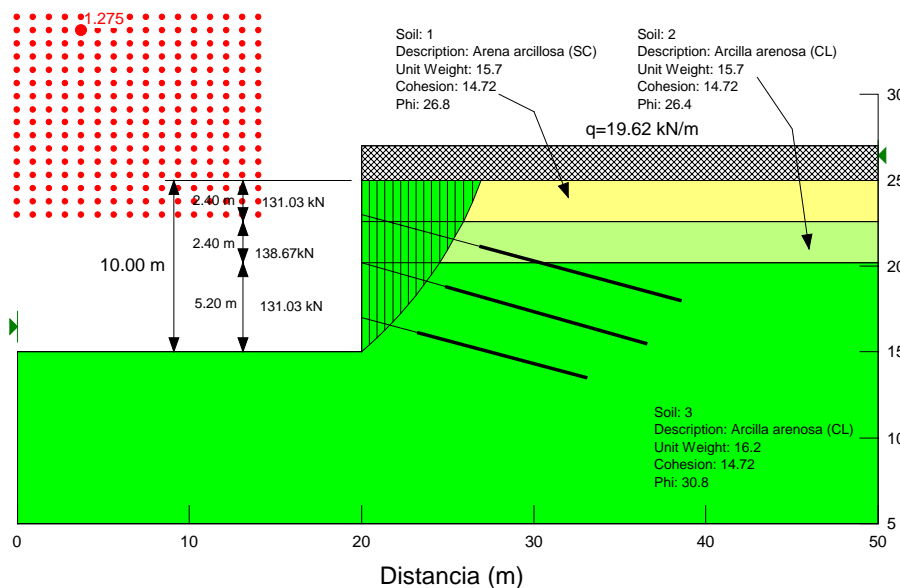 1.275
Soil: 1
Description: Arena arcillosa (SC)
Unit Weight: 15.7
Cohesion: 14.72
Phi: 26.8
Soil: 2
Description: Arcilla arenosa (CL)
Unit Weight: 15.7
Cohesion: 14.72
Phi: 26.4
q=19.62 kN/m
2.40 m
131.03 kN
2.40 m
138.67kN
10.00 m
5.20 m
131.03 kN
Soil: 3
Description: Arcilla arenosa (CL)
Unit Weight: 16.2
Cohesion: 14.72
Phi: 30.8
30
25
20
15
10
5
0
10
20
30
40
50
Distancia (m)